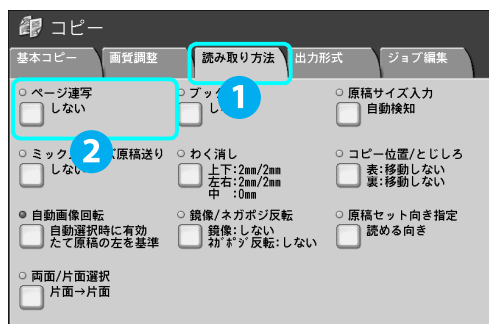 コピー
基本コピー 画質調整 読み取り方法 出力形式 ジョブ編集
ページ連写 ブッ 原稿サイズ入力
しない し 自動検知
1
2
ミック ズ原稿送り わく消し コピー位置/とじしろ
しない 上下:2mm/2mm 表:移動しない
左右:2mm/2mm 裏:移動しない
中 :0mm
自動画像回転 鏡像/ネガポジ反転 原稿セット向き指定
自動選択時に有効 鏡像:しない 読める向き
たて原稿の左を基準 ネガポジ反転:しない
両面/片面選択
片面→片面